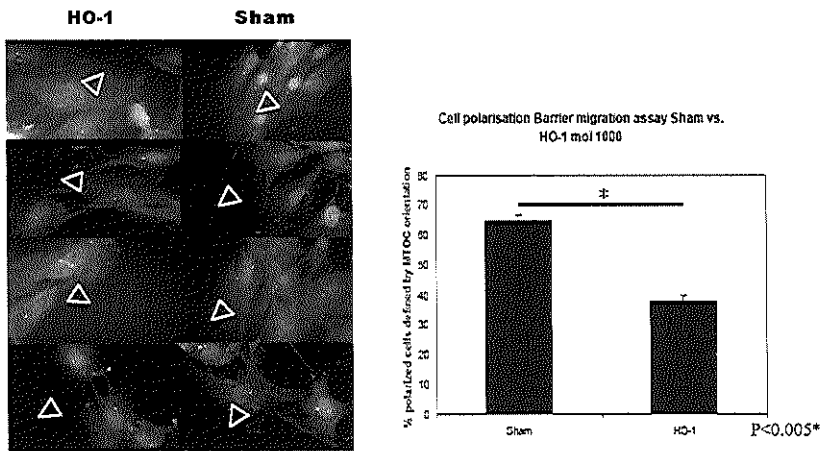 HO-1 Sham
Cell polarisation Barrier migration assay Sham vs.
HO-1 moi 1000
% polarized cells defined by MTOC orientation
80
70
60
50
40
30
20
10
0
*
Sham HO-1
P<0.005*